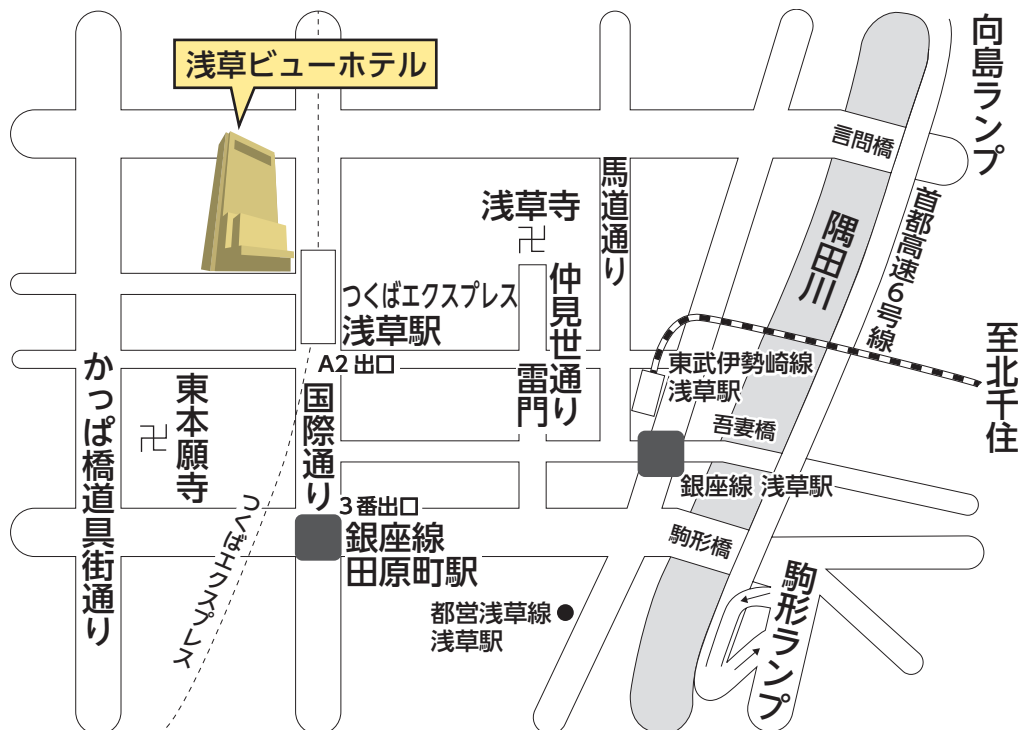 浅草ビューホテル
向島ランプ
言問橋
馬道通り
浅草寺
隅田川
首都高速6号線
つくばエクスプレス
浅草駅
仲見世通り
A2 出口
雷門
東武伊勢崎線
浅草駅
至北千住
かっぱ橋道具街通り
東本願寺
国際通り
吾妻橋
銀座線 浅草駅
3番出口
銀座線
田原町駅
つくばエクスプレス
駒形橋
駒形ランプ
都営浅草線
浅草駅